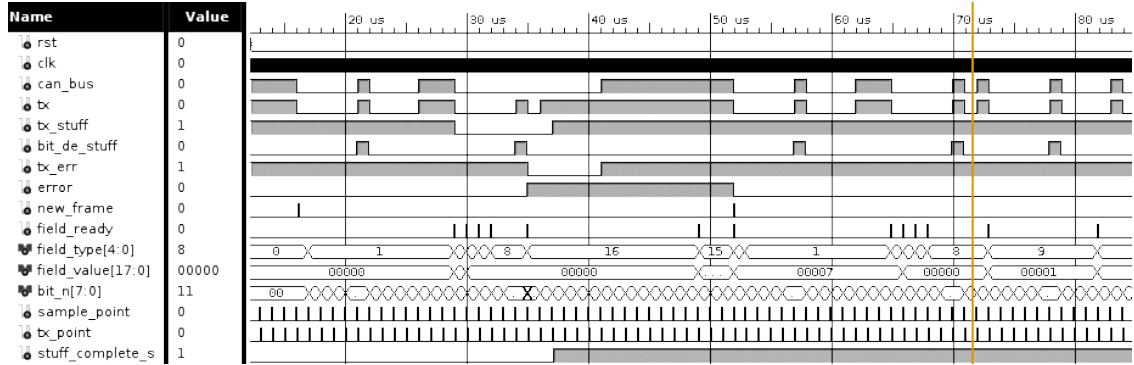 Name Value 20 us 30 us 40 us 50 us 60 us 70 us 80 us
rst 0
clk 0
can_bus 0
tx 0
tx_stuff 1
bit_de_stuff 0
tx_err 1
error 0
new_frame 0
field_ready 0
field_type[4:0] 8 0 1 8 16 15 1 8 9
field_value[17:0] 00000 00000 00000 ... 00007 00000 00001
bit_n[7:0] 11 00
sample_point 0
tx_point 0
stuff_complete_s 1